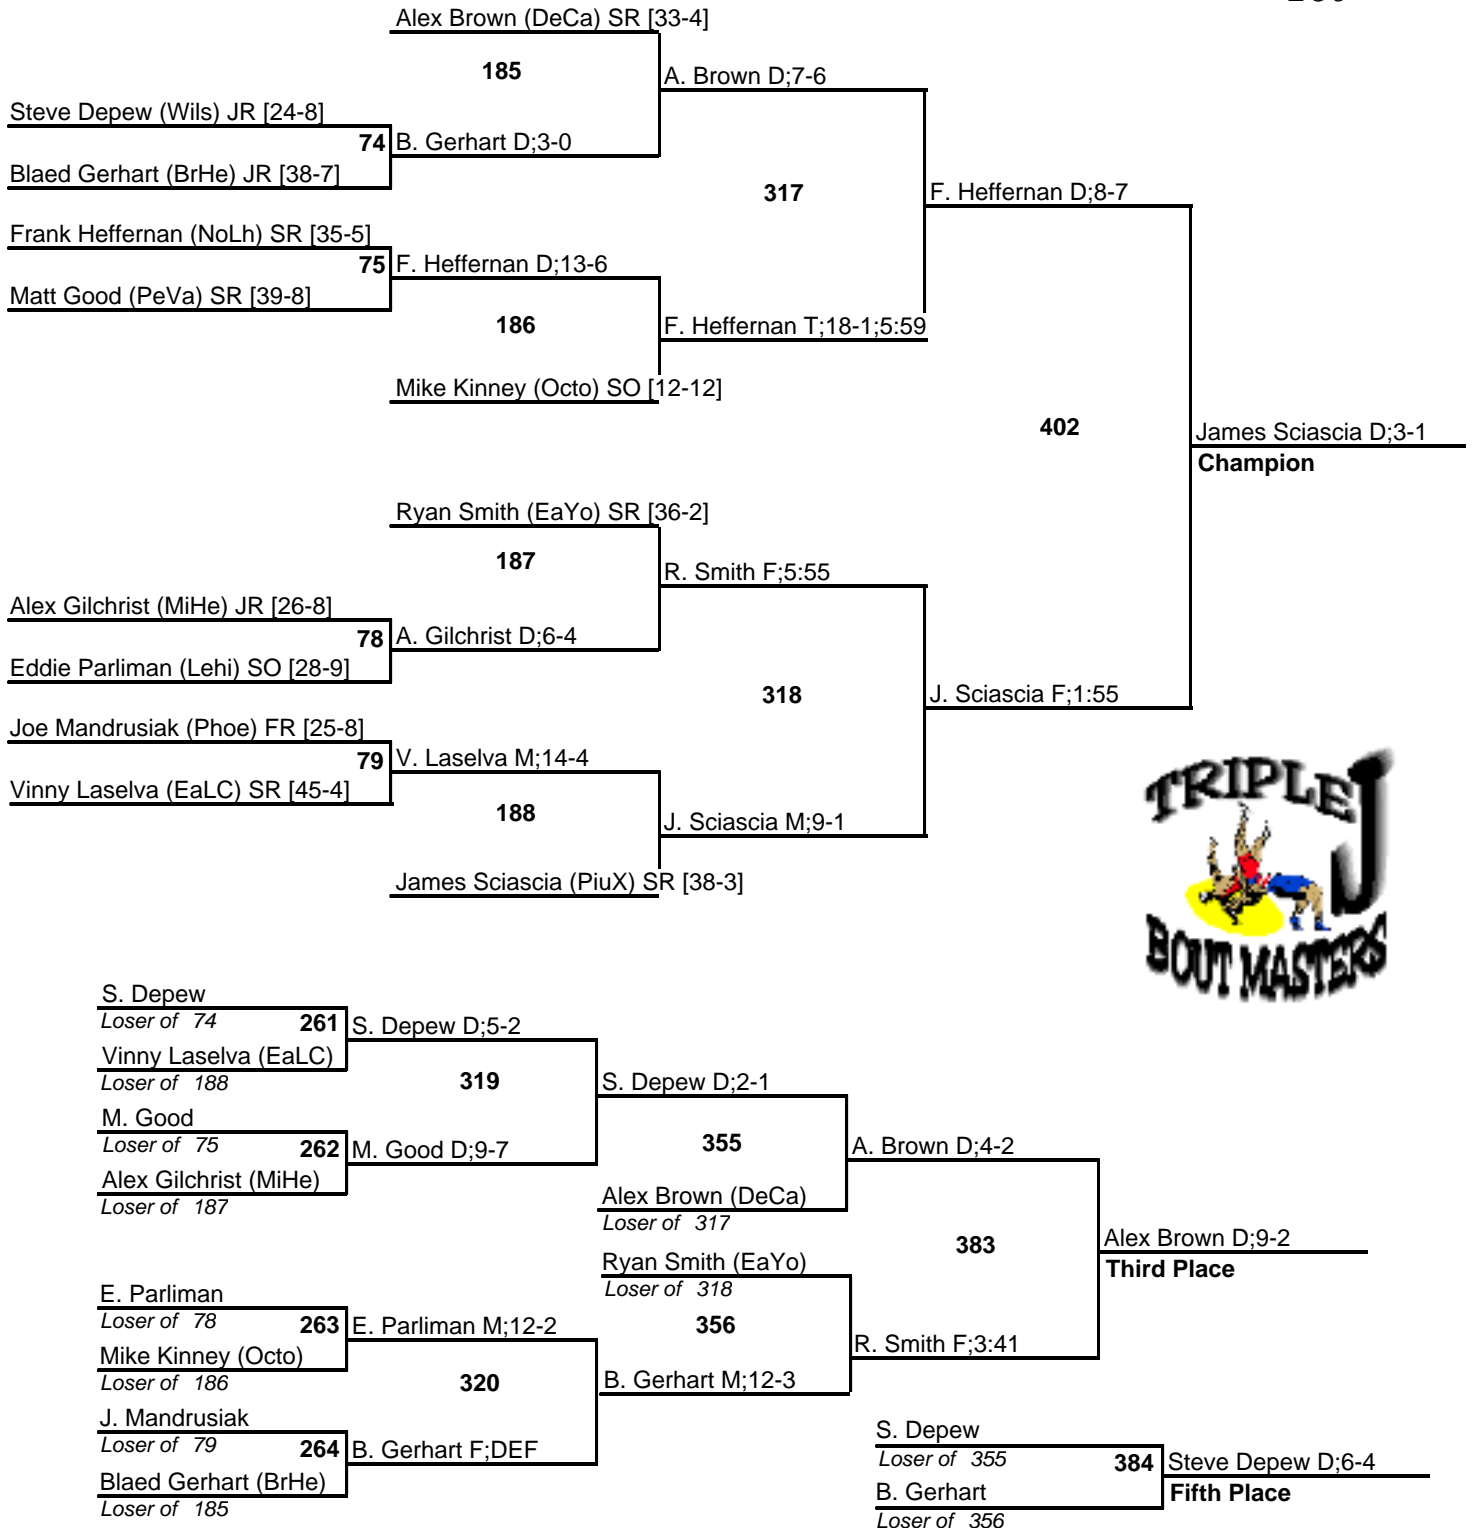 Alex Brown (DeCa) SR [33-4]
185
A. Brown D;7-6
Steve Depew (Wils) JR [24-8]
74
B. Gerhart D;3-0
Blaed Gerhart (BrHe) JR [38-7]
317
F. Heffernan D;8-7
Frank Heffernan (NoLh) SR [35-5]
75
F. Heffernan D;13-6
Matt Good (PeVa) SR [39-8]
186
F. Heffernan T;18-1;5:59
Mike Kinney (Octo) SO [12-12]
402
James Sciascia D;3-1
Champion
Ryan Smith (EaYo) SR [36-2]
187
R. Smith F;5:55
Alex Gilchrist (MiHe) JR [26-8]
78
A. Gilchrist D;6-4
Eddie Parliman (Lehi) SO [28-9]
318
J. Sciascia F;1:55
Joe Mandrusiak (Phoe) FR [25-8]
79
V. Laselva M;14-4
Vinny Laselva (EaLC) SR [45-4]
188
J. Sciascia M;9-1
James Sciascia (PiuX) SR [38-3]
TRIPLE J
BOUT MASTERS
S. Depew
Loser of 74
261
S. Depew D;5-2
Vinny Laselva (EaLC)
Loser of 188
319
S. Depew D;2-1
M. Good
Loser of 75
262
M. Good D;9-7
355
A. Brown D;4-2
Alex Gilchrist (MiHe)
Loser of 187
Alex Brown (DeCa)
Loser of 317
383
Alex Brown D;9-2
Third Place
Ryan Smith (EaYo)
Loser of 318
E. Parliman
Loser of 78
263
E. Parliman M;12-2
356
R. Smith F;3:41
Mike Kinney (Octo)
Loser of 186
320
B. Gerhart M;12-3
J. Mandrusiak
Loser of 79
264
B. Gerhart F;DEF
Blaed Gerhart (BrHe)
Loser of 185
S. Depew
Loser of 355
384
Steve Depew D;6-4
Fifth Place
B. Gerhart
Loser of 356